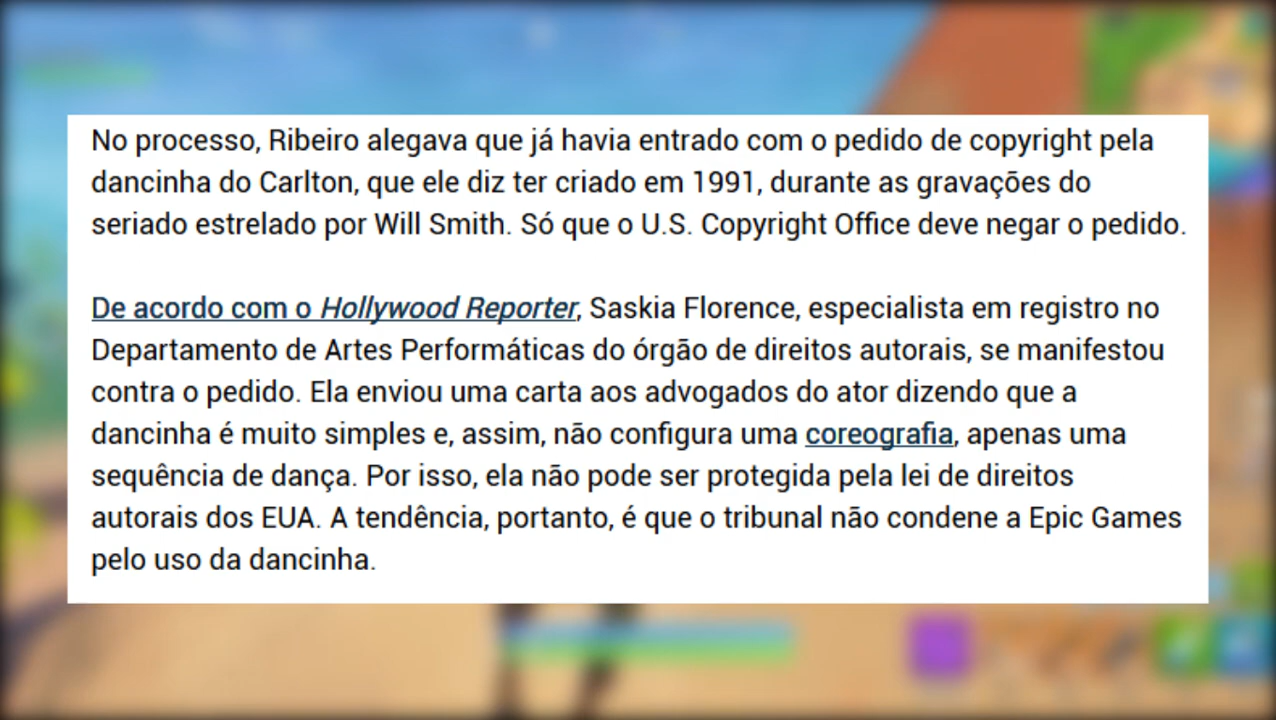 No processo, Ribeiro alegava que já havia entrado com o pedido de copyright pela
dancinha do Carlton, que ele diz ter criado em 1991, durante as gravações do
seriado estrelado por Will Smith. Só que o U.S. Copyright Office deve negar o pedido.
De acordo com o Hollywood Reporter, Saskia Florence, especialista em registro no
Departamento de Artes Performáticas do órgão de direitos autorais, se manifestou
contra o pedido. Ela enviou uma carta aos advogados do ator dizendo que a
dancinha é muito simples e, assim, não configura uma coreografia, apenas uma
sequência de dança. Por isso, ela não pode ser protegida pela lei de direitos
autorais dos EUA. A tendência, portanto, é que o tribunal não condene a Epic Games
pelo uso da dancinha.